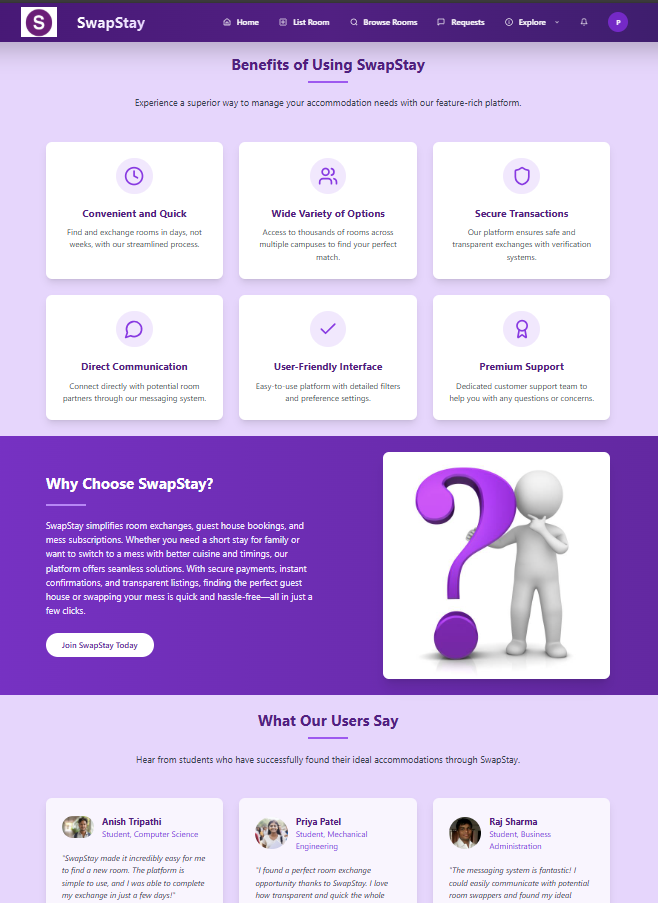 S SwapStay Home List Room Browse Rooms Requests Explore P
Benefits of Using SwapStay
Experience a superior way to manage your accommodation needs with our feature-rich platform.
Convenient and Quick
Find and exchange rooms in days, not
weeks, with our streamlined process.
Wide Variety of Options
Access to thousands of rooms across
multiple campuses to find your perfect
match.
Secure Transactions
Our platform ensures safe and
transparent exchanges with verification
systems.
Direct Communication
Connect directly with potential room
partners through our messaging system.
User-Friendly Interface
Easy-to-use platform with detailed filters
and preference settings.
Premium Support
Dedicated customer support team to
help you with any questions or concerns.
Why Choose SwapStay?
SwapStay simplifies room exchanges, guest house bookings, and
mess subscriptions. Whether you need a short stay for family or
want to switch to a mess with better cuisine and timings, our
platform offers seamless solutions. With secure payments, instant
confirmations, and transparent listings, finding the perfect guest
house or swapping your mess is quick and hassle-free—all in just a
few clicks.
Join SwapStay Today
?
What Our Users Say
Hear from students who have successfully found their ideal accommodations through SwapStay.
Anish Tripathi
Student, Computer Science
"SwapStay made it incredibly easy for me
to find a new room. The platform is
simple to use, and I was able to complete
my exchange in just a few days!"
Priya Patel
Student, Mechanical
Engineering
"I found a perfect room exchange
opportunity thanks to SwapStay. I love
how transparent and quick the whole
Raj Sharma
Student, Business
Administration
"The messaging system is fantastic! I
could easily communicate with potential
room swappers and found my ideal